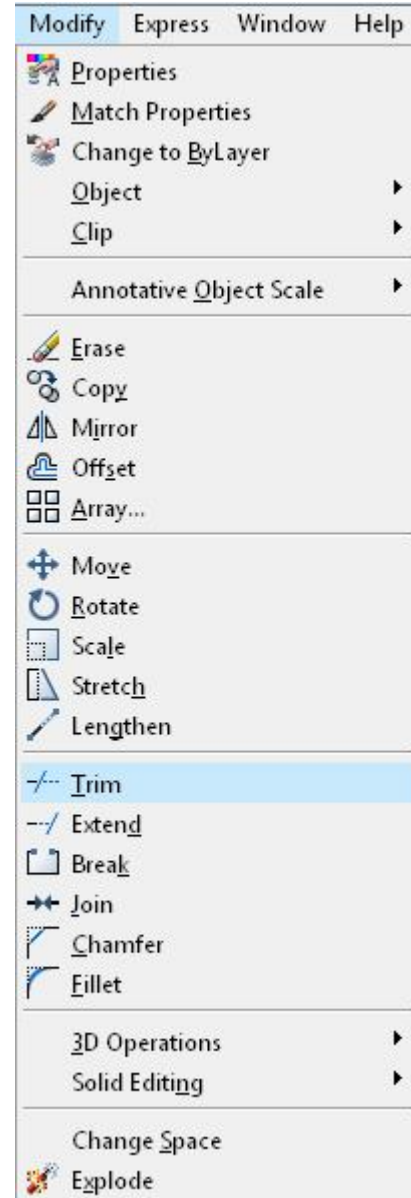 Modify Express Window Help
Properties
Match Properties
Change to ByLayer
Object
Clip
Annotative Object Scale
Erase
Copy
Mirror
Offset
Array...
Move
Rotate
Scale
Stretch
Lengthen
Trim
Extend
Break
Join
Chamfer
Fillet
3D Operations
Solid Editing
Change Space
Explode